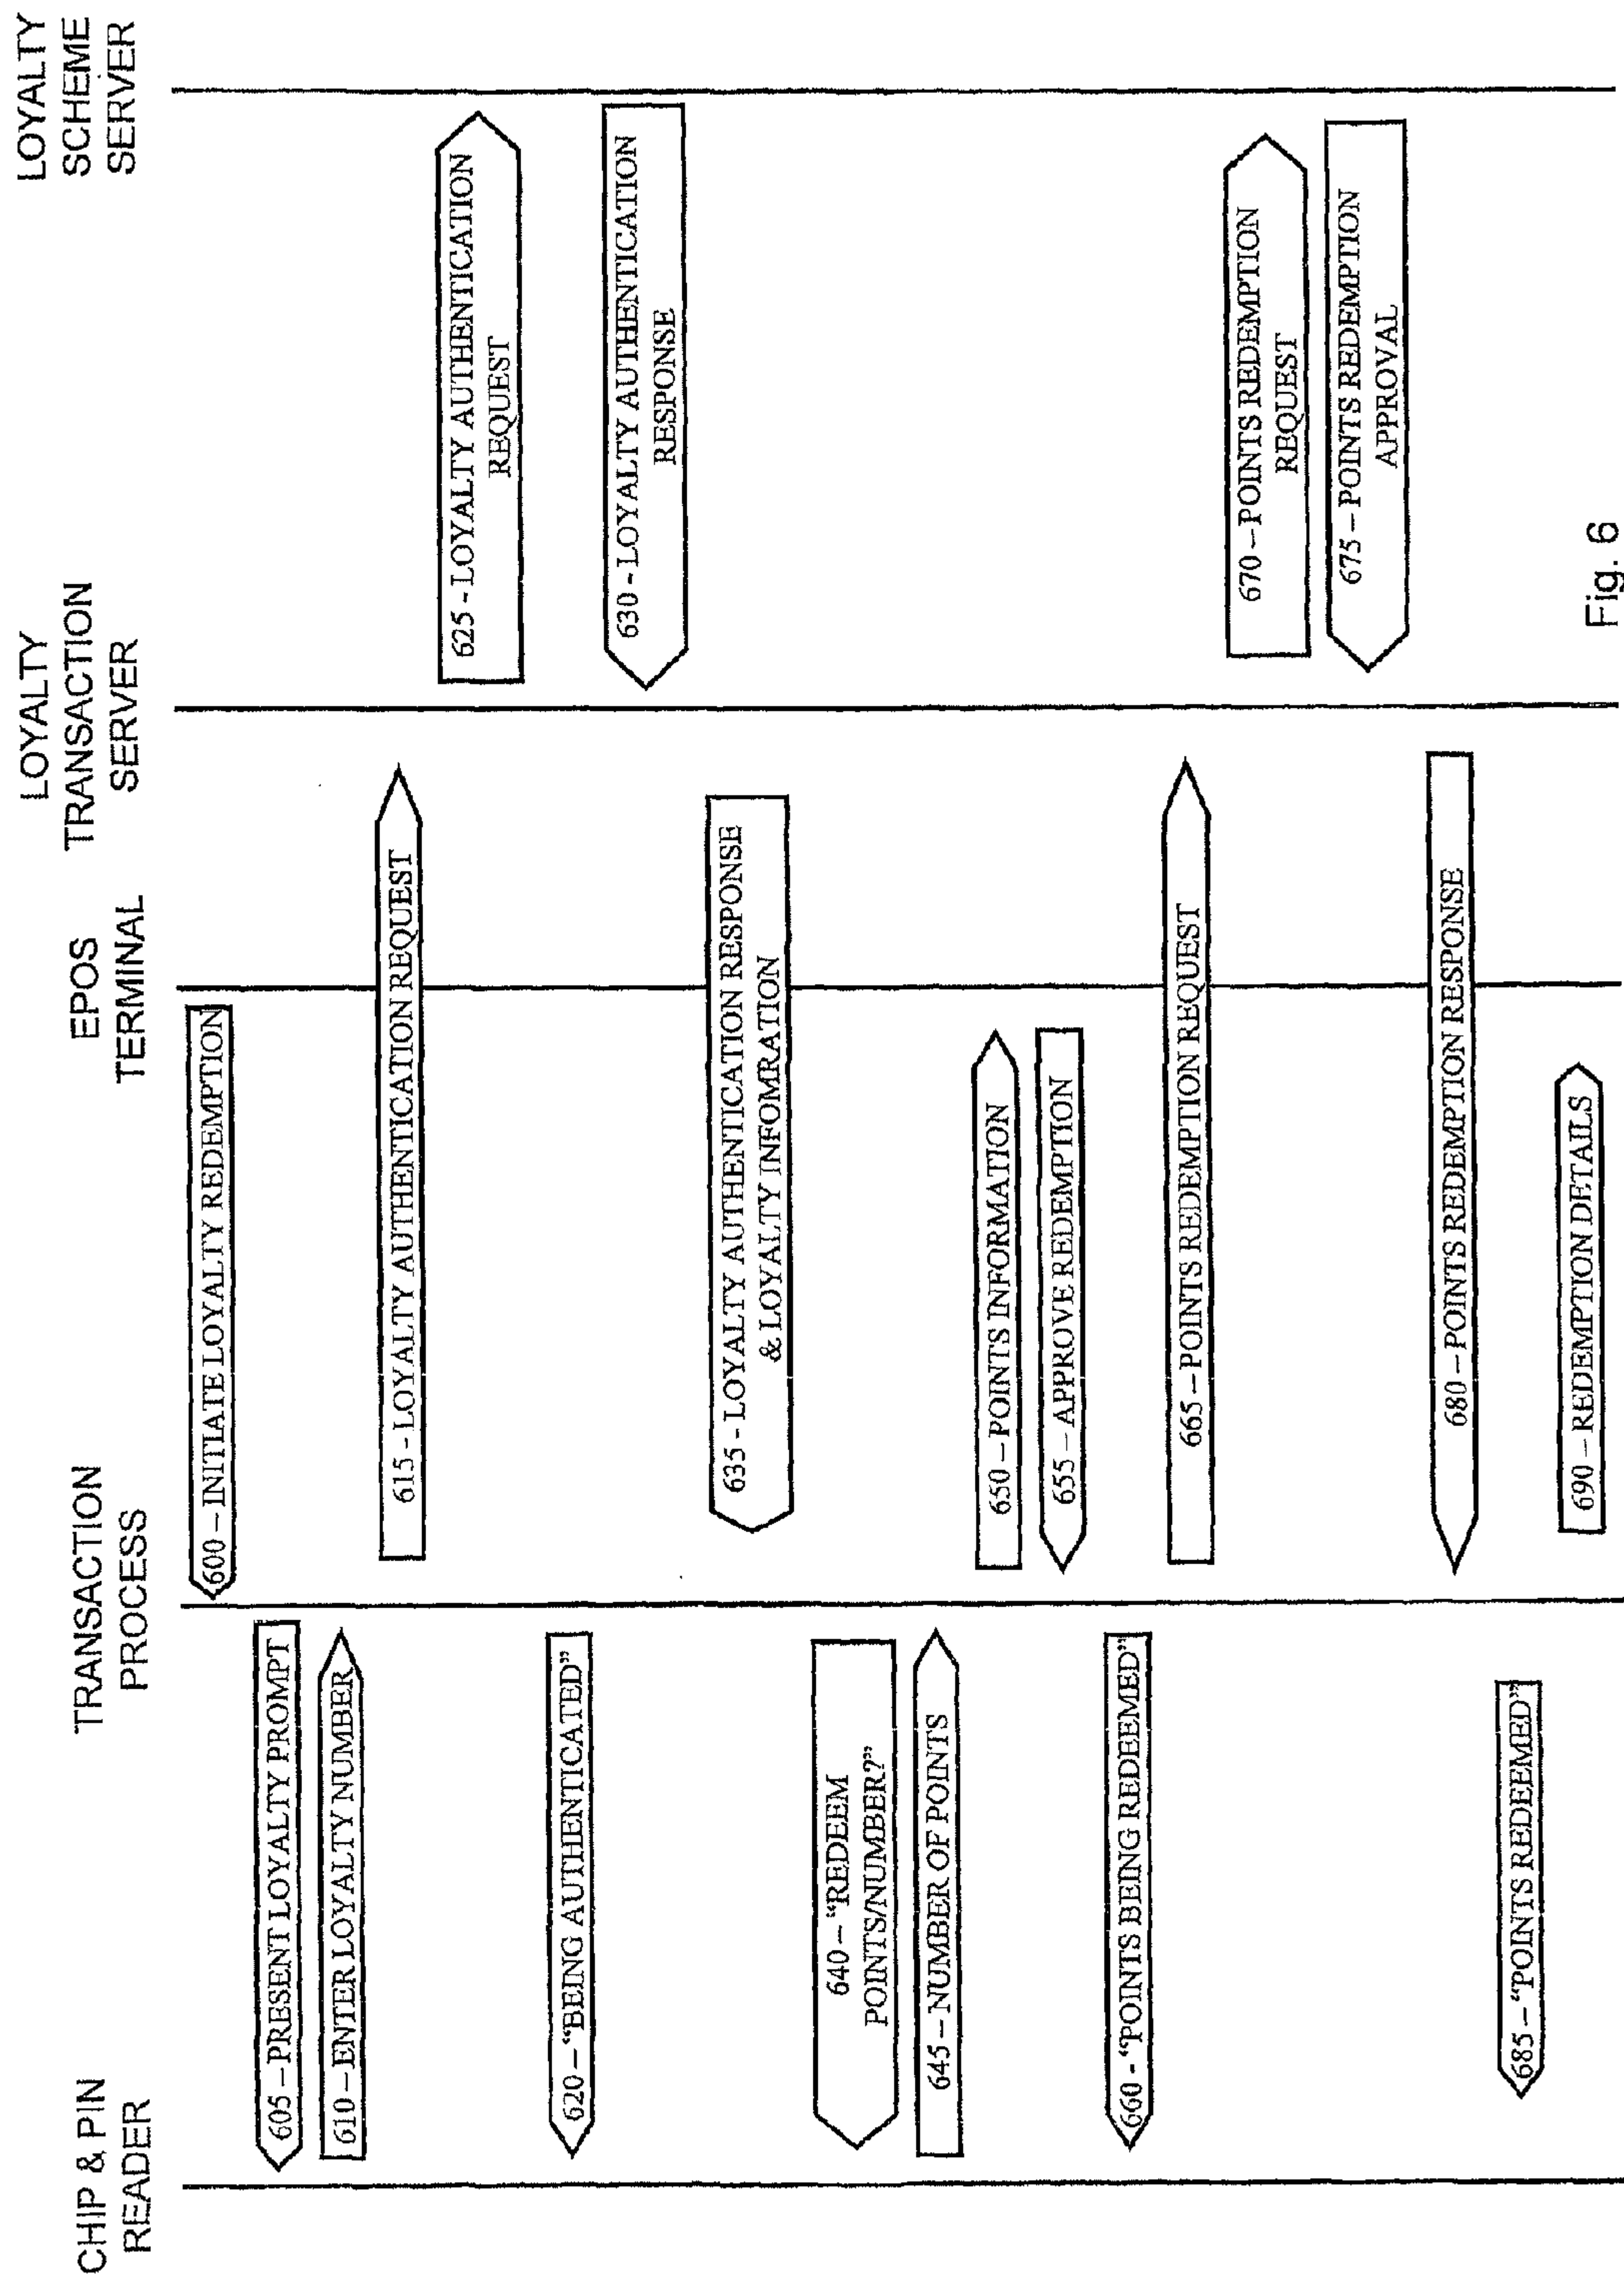 CHIP & PIN
READER
TRANSACTION
PROCESS
EPOS
TERMINAL
LOYALTY
TRANSACTION
SERVER
LOYALTY
SCHEME
SERVER
600 – INITIATE LOYALTY REDEMPTION
605 – PRESENT LOYALTY PROMPT
610 – ENTER LOYALTY NUMBER
615 - LOYALTY AUTHENTICATION REQUEST
625 - LOYALTY AUTHENTICATION
REQUEST
620 – “BEING AUTHENTICATED”
630 - LOYALTY AUTHENTICATION
RESPONSE
635 - LOYALTY AUTHENTICATION RESPONSE
& LOYALTY INFOMRATION
640 – “REDEEM
POINTS/NUMBER?”
645 – NUMBER OF POINTS
650 – POINTS INFORMATION
655 – APPROVE REDEMPTION
660 - “POINTS BEING REDEEMED”
665 – POINTS REDEMPTION REQUEST
670 – POINTS REDEMPTION
REQUEST
675 – POINTS REDEMPTION
APPROVAL
680 – POINTS REDEMPTION RESPONSE
685 – “POINTS REDEEMED”
690 – REDEMPTION DETAILS
Fig. 6